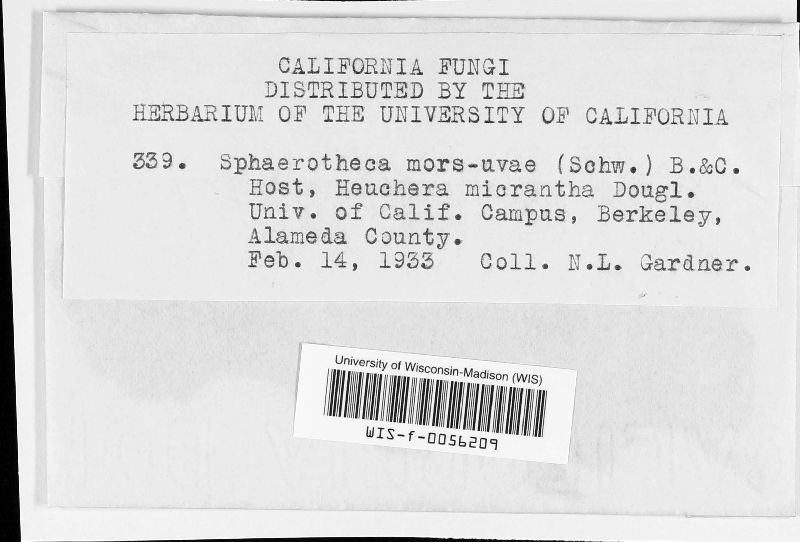 CALIFORNIA FUNGI
DISTRIBUTED BY THE
HERBARIUM OF THE UNIVERSITY OF CALIFORNIA
339. Sphaerotheca mors-uvae (Schw.) B.&C.
Host, Heuchera micrantha Dougl.
Univ. of Calif. Campus, Berkeley,
Alameda County.
Feb. 14, 1933 Coll. N.L. Gardner.
University of Wisconsin-Madison (WIS)
WIS-f-0056209